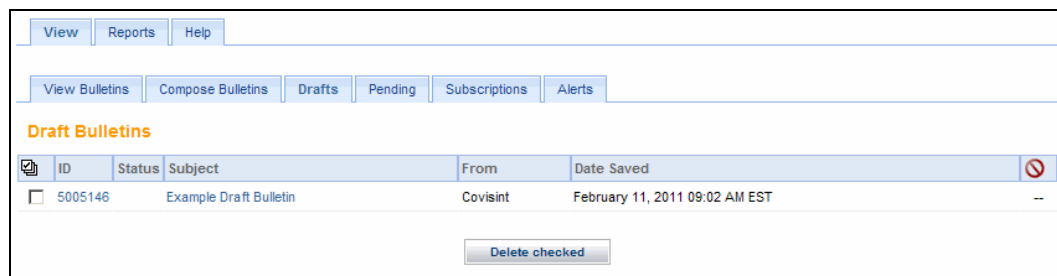 View Reports Help
View Bulletins Compose Bulletins Drafts Pending Subscriptions Alerts
Draft Bulletins
ID Status Subject From Date Saved
5005146 Example Draft Bulletin Covisint February 11, 2011 09:02 AM EST --
Delete checked